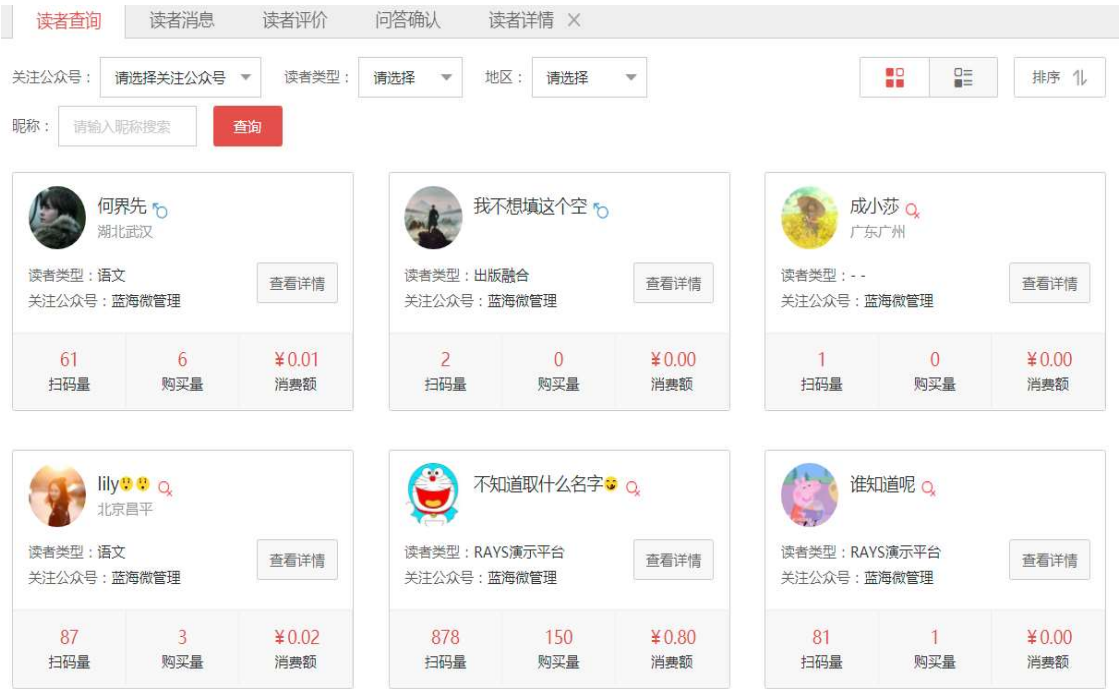 读者查询 读者消息 读者评价 问答确认 读者详情 ×
关注公众号： 请选择关注公众号 读者类型： 请选择 地区： 请选择 排序
昵称： 请输入昵称搜索 查询
何界先 我不想填这个空 成小莎
湖北武汉 广东广州
读者类型：语文 读者类型：出版融合 读者类型：- -
查看详情 查看详情 查看详情
关注公众号：蓝海微管理 关注公众号：蓝海微管理 关注公众号：蓝海微管理
61 6 ¥0.01 2 0 ¥0.00 1 0 ¥0.00
扫码量 购买量 消费额 扫码量 购买量 消费额 扫码量 购买量 消费额
lily😲😲 不知道取什么名字😜 谁知道呢
北京昌平
读者类型：语文 读者类型：RAYS演示平台 读者类型：RAYS演示平台
查看详情 查看详情 查看详情
关注公众号：蓝海微管理 关注公众号：蓝海微管理 关注公众号：蓝海微管理
87 3 ¥0.02 878 150 ¥0.80 81 1 ¥0.00
扫码量 购买量 消费额 扫码量 购买量 消费额 扫码量 购买量 消费额